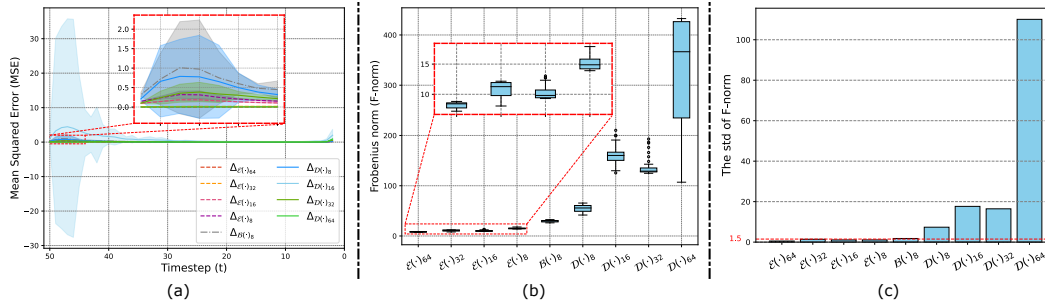 Mean Squared Error (MSE)
30
20
10
0
−10
−20
−30
2.0
1.5
1.0
0.5
0.0
Δℰ(·)₆₄
Δℰ(·)₃₂
Δℰ(·)₁₆
Δℰ(·)₈
Δℬ(·)₈
Δ𝒟(·)₈
Δ𝒟(·)₁₆
Δ𝒟(·)₃₂
Δ𝒟(·)₆₄
50 40 30 20 10 0
Timestep (t)
(a)
Frobenius norm (F-norm)
400
300
200
100
0
15
10
ℰ(·)₆₄ ℰ(·)₃₂ ℰ(·)₁₆ ℰ(·)₈ ℬ(·)₈ 𝒟(·)₈ 𝒟(·)₁₆ 𝒟(·)₃₂ 𝒟(·)₆₄
(b)
The std of F-norm
100
80
60
40
20
0
1.5
ℰ(·)₆₄ ℰ(·)₃₂ ℰ(·)₁₆ ℰ(·)₈ ℬ(·)₈ 𝒟(·)₈ 𝒟(·)₁₆ 𝒟(·)₃₂ 𝒟(·)₆₄
(c)